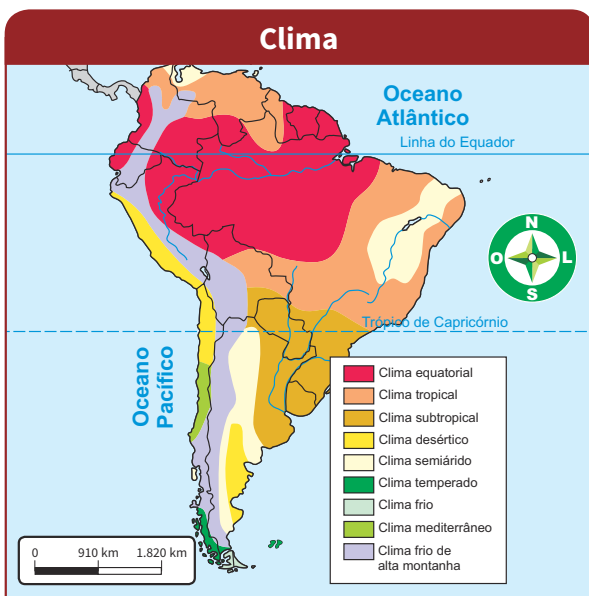 Clima
Oceano
Atlântico
Linha do Equador
N
O
L
S
Trópico de Capricórnio
Oceano
Pacífico
Clima equatorial
Clima tropical
Clima subtropical
Clima desértico
Clima semiárido
Clima temperado
Clima frio
Clima mediterrâneo
Clima frio de
alta montanha
0 910 km 1.820 km